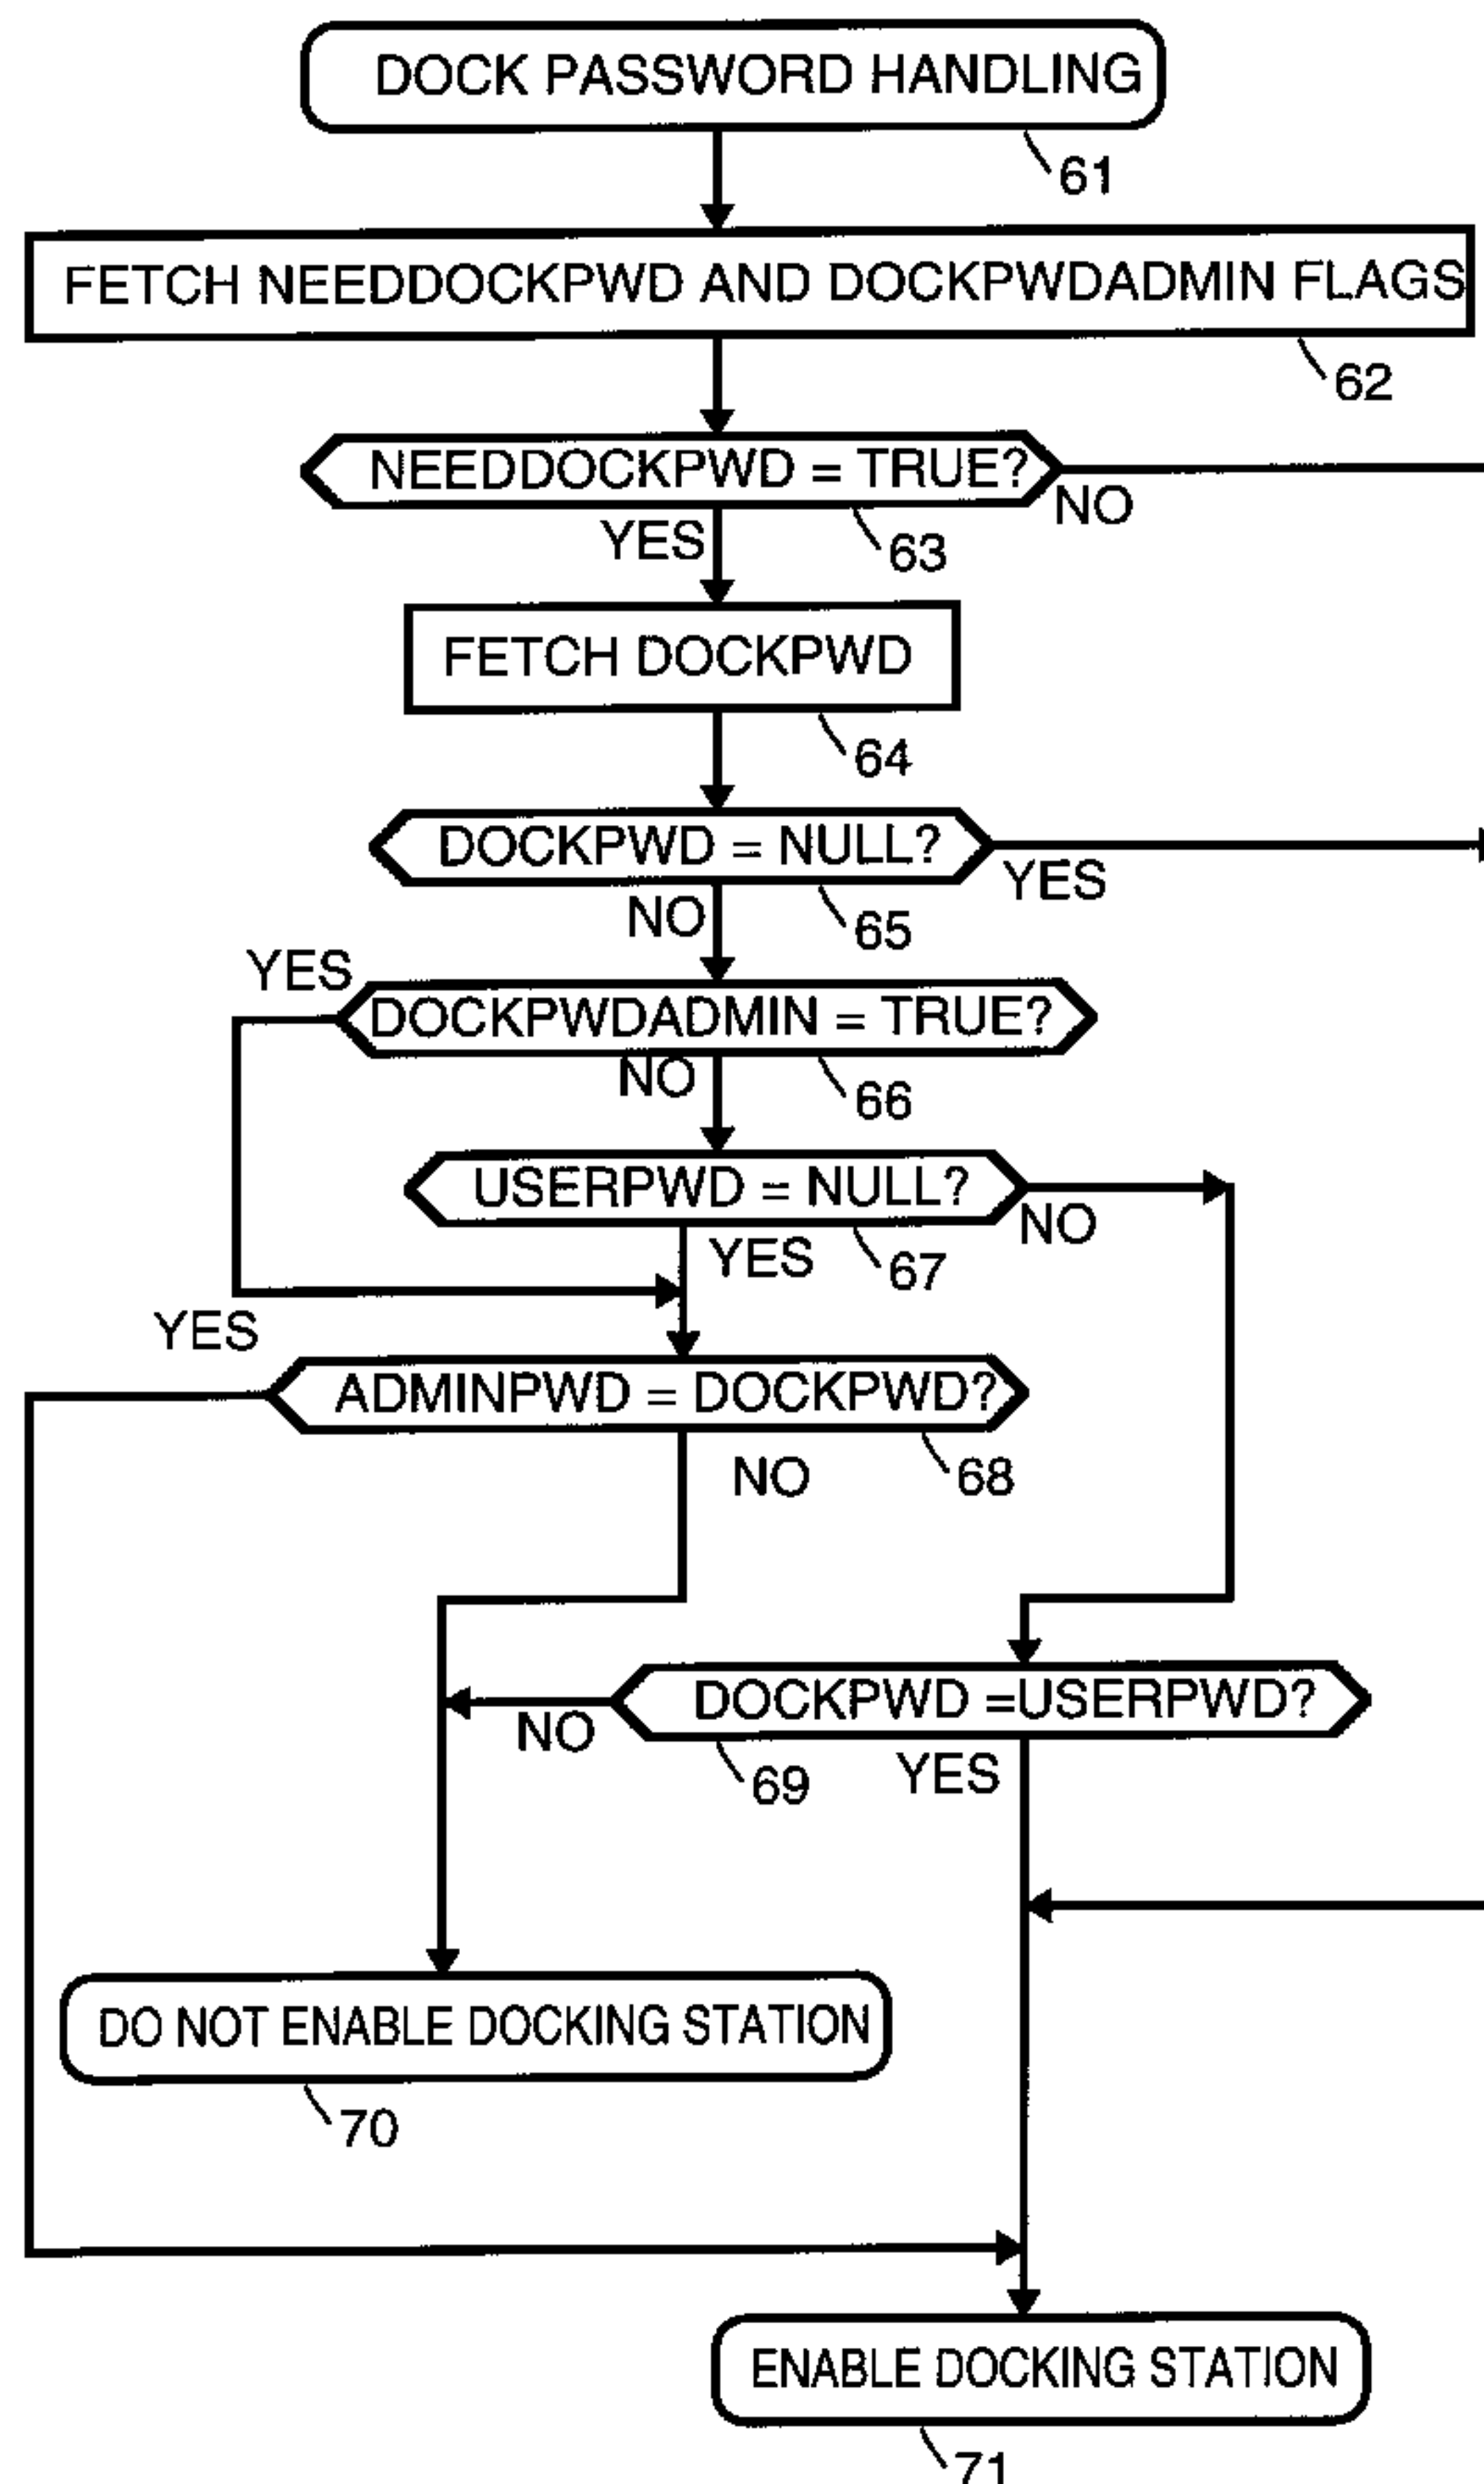 DOCK PASSWORD HANDLING
61
FETCH NEEDDOCKPWD AND DOCKPWDADMIN FLAGS
62
NEEDDOCKPWD = TRUE?
NO
YES
63
FETCH DOCKPWD
64
DOCKPWD = NULL?
YES
NO
65
YES
DOCKPWDADMIN = TRUE?
NO
66
USERPWD = NULL?
NO
YES
67
YES
ADMINPWD = DOCKPWD?
NO
68
DOCKPWD =USERPWD?
NO
69
YES
DO NOT ENABLE DOCKING STATION
70
ENABLE DOCKING STATION
71